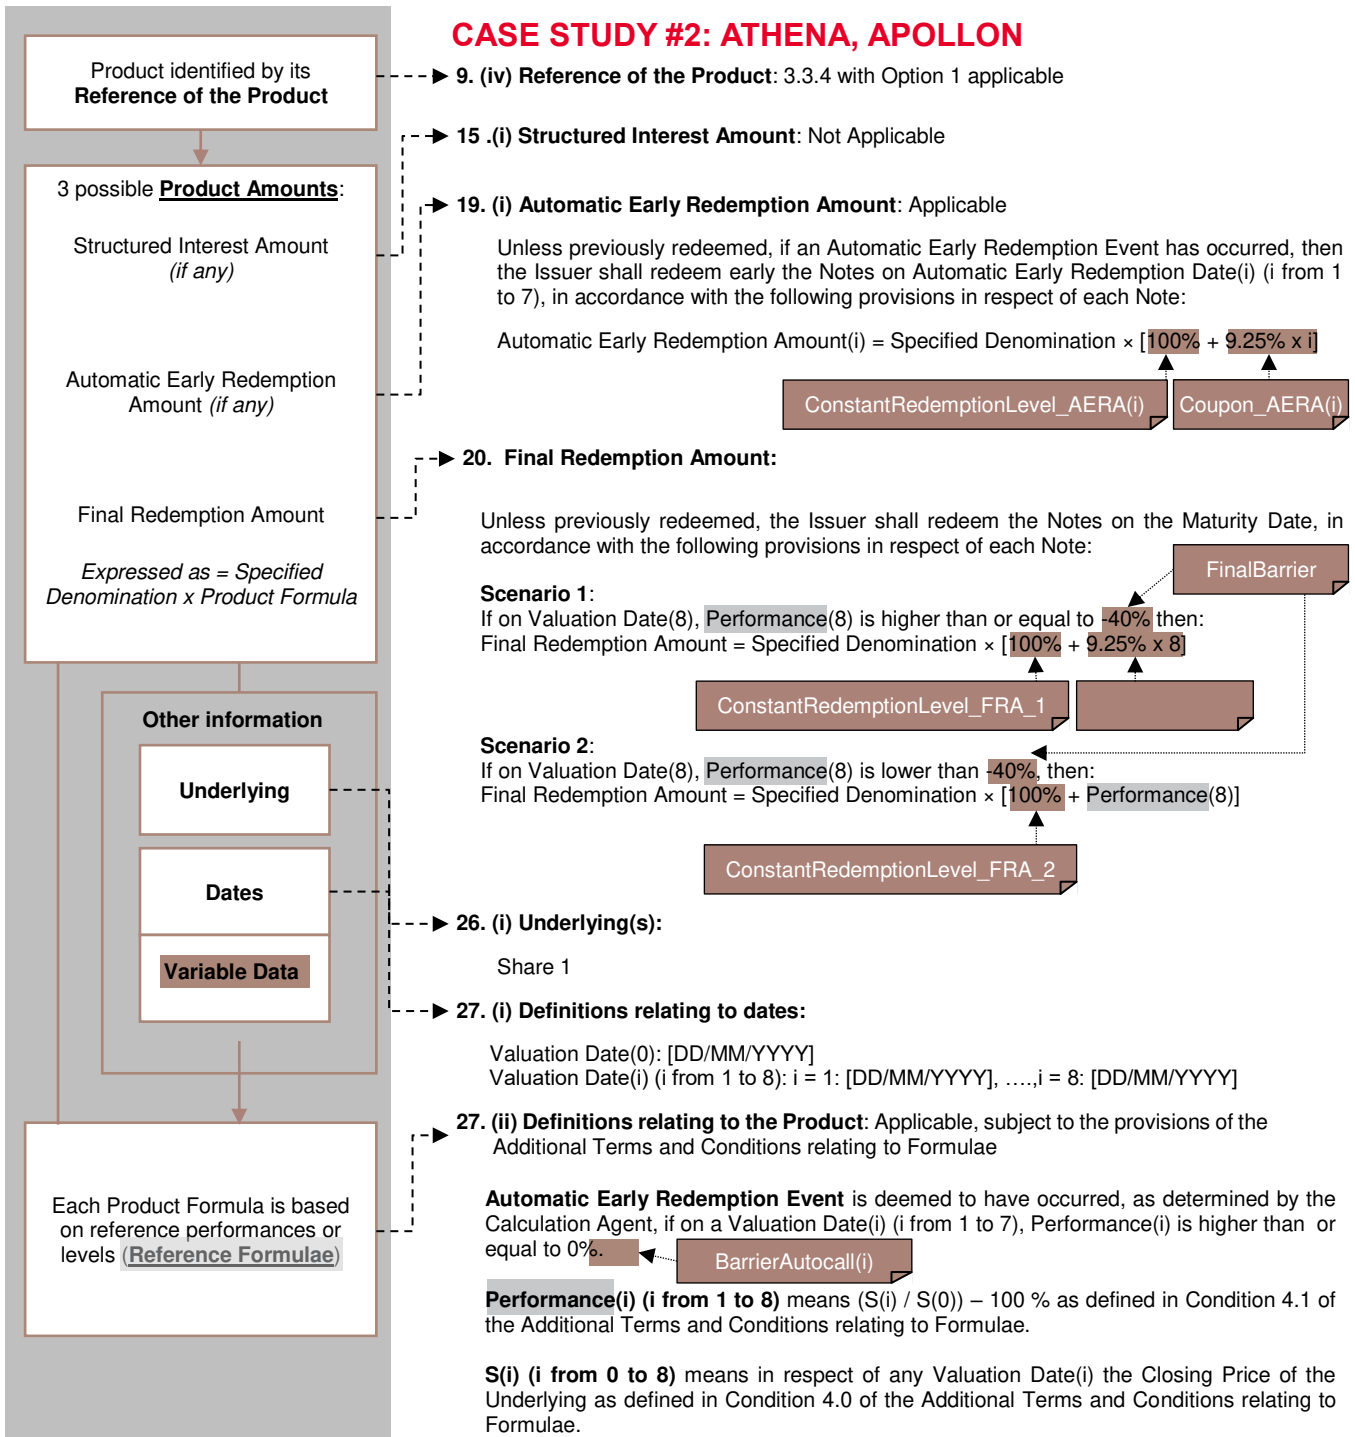 CASE STUDY #2: ATHENA, APOLLON
Product identified by its
Reference of the Product
9. (iv) Reference of the Product: 3.3.4 with Option 1 applicable
15 .(i) Structured Interest Amount: Not Applicable
3 possible Product Amounts:
Structured Interest Amount
(if any)
Automatic Early Redemption
Amount (if any)
Final Redemption Amount
Expressed as = Specified
Denomination x Product Formula
19. (i) Automatic Early Redemption Amount: Applicable
Unless previously redeemed, if an Automatic Early Redemption Event has occurred, then
the Issuer shall redeem early the Notes on Automatic Early Redemption Date(i) (i from 1
to 7), in accordance with the following provisions in respect of each Note:
Automatic Early Redemption Amount(i) = Specified Denomination × [100% + 9.25% x i]
ConstantRedemptionLevel_AERA(i)
Coupon_AERA(i)
20. Final Redemption Amount:
Unless previously redeemed, the Issuer shall redeem the Notes on the Maturity Date, in
accordance with the following provisions in respect of each Note:
FinalBarrier
Scenario 1:
If on Valuation Date(8), Performance(8) is higher than or equal to -40% then:
Final Redemption Amount = Specified Denomination × [100% + 9.25% x 8]
ConstantRedemptionLevel_FRA_1
Scenario 2:
If on Valuation Date(8), Performance(8) is lower than -40%, then:
Final Redemption Amount = Specified Denomination × [100% + Performance(8)]
ConstantRedemptionLevel_FRA_2
Other information
Underlying
Dates
Variable Data
26. (i) Underlying(s):
Share 1
27. (i) Definitions relating to dates:
Valuation Date(0): [DD/MM/YYYY]
Valuation Date(i) (i from 1 to 8): i = 1: [DD/MM/YYYY], ….,i = 8: [DD/MM/YYYY]
27. (ii) Definitions relating to the Product: Applicable, subject to the provisions of the
Additional Terms and Conditions relating to Formulae
Each Product Formula is based
on reference performances or
levels (Reference Formulae)
Automatic Early Redemption Event is deemed to have occurred, as determined by the
Calculation Agent, if on a Valuation Date(i) (i from 1 to 7), Performance(i) is higher than or
equal to 0%.
BarrierAutocall(i)
Performance(i) (i from 1 to 8) means (S(i) / S(0)) – 100 % as defined in Condition 4.1 of
the Additional Terms and Conditions relating to Formulae.
S(i) (i from 0 to 8) means in respect of any Valuation Date(i) the Closing Price of the
Underlying as defined in Condition 4.0 of the Additional Terms and Conditions relating to
Formulae.